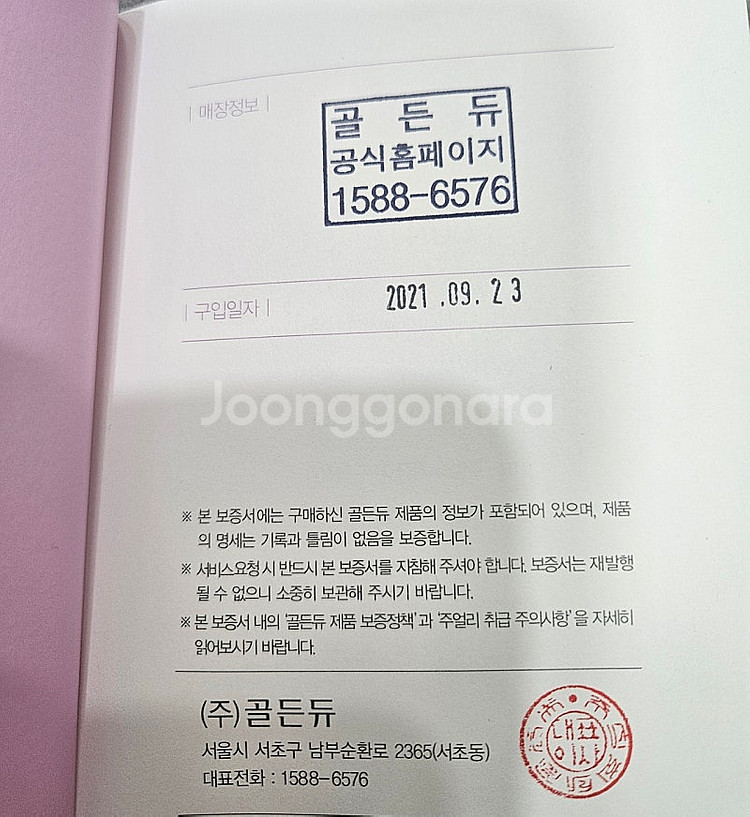 | 매장정보 |
골든듀
공식홈페이지
1588-6576
| 구입일자 |
2021.09.23
Joonggonara
※ 본 보증서에는 구매하신 골든듀 제품의 정보가 포함되어 있으며, 제품
의 명세는 기록과 틀림이 없음을 보증합니다.
※ 서비스요청 시 반드시 본 보증서를 지참해 주셔야 합니다. 보증서는 재발행
될 수 없으니 소중히 보관해 주시기 바랍니다.
※ 본 보증서 내의 '골든듀 제품 보증정책'과 '주얼리 취급 주의사항'을 자세히
읽어보시기 바랍니다.
(주)골든듀
서울시 서초구 남부순환로 2365(서초동)
대표전화 : 1588-6576
대표
이사